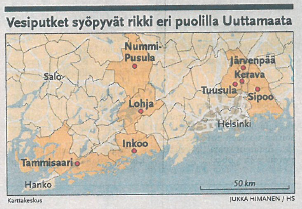 Vesiputket syöpyvät rikki eri puolilla Uuttamaata
Nummi-
Pusula
Salo
Järvenpää
Kerava
Tuusula
Sipoo
Lohja
Helsinki
Inkoo
Tammisaari
Hanko
50 km
Karttakeskus
JUKKA HIMANEN / HS